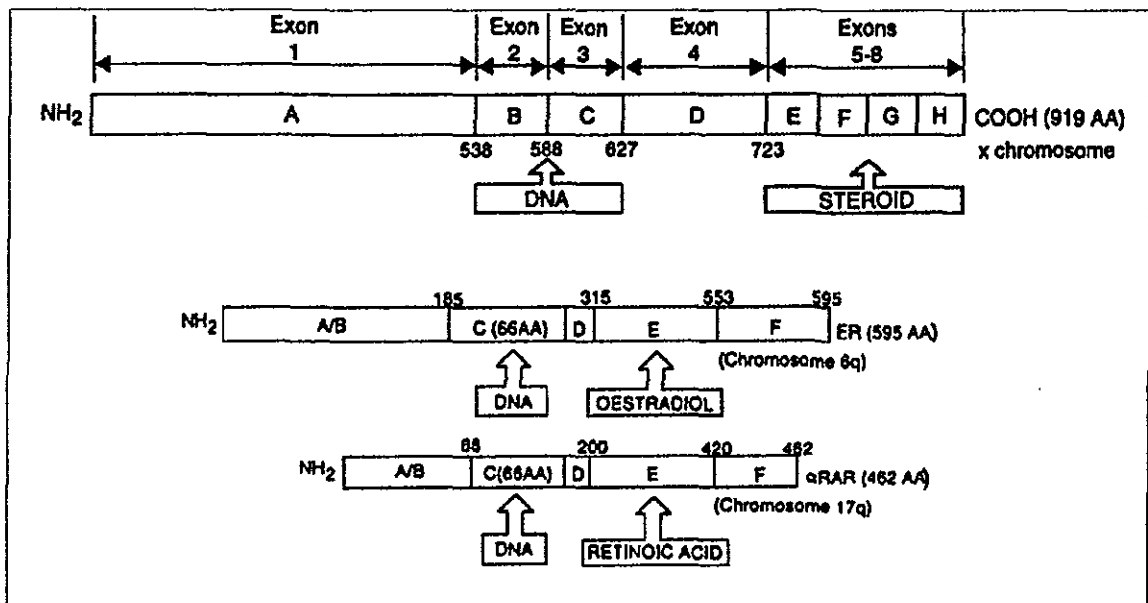 Exon Exon Exon Exon Exons
1 2 3 4 5-8
NH2 A B C D E F G H COOH (919 AA)
538 588 627 723 x chromosome
DNA STEROID
185 315 553 595
NH2 A/B C (66AA) D E F ER (595 AA)
(Chromosome 6q)
DNA OESTRADIOL
88 200 420 462
NH2 A/B C(66AA) D E F αRAR (462 AA)
(Chromosome 17q)
DNA RETINOIC ACID